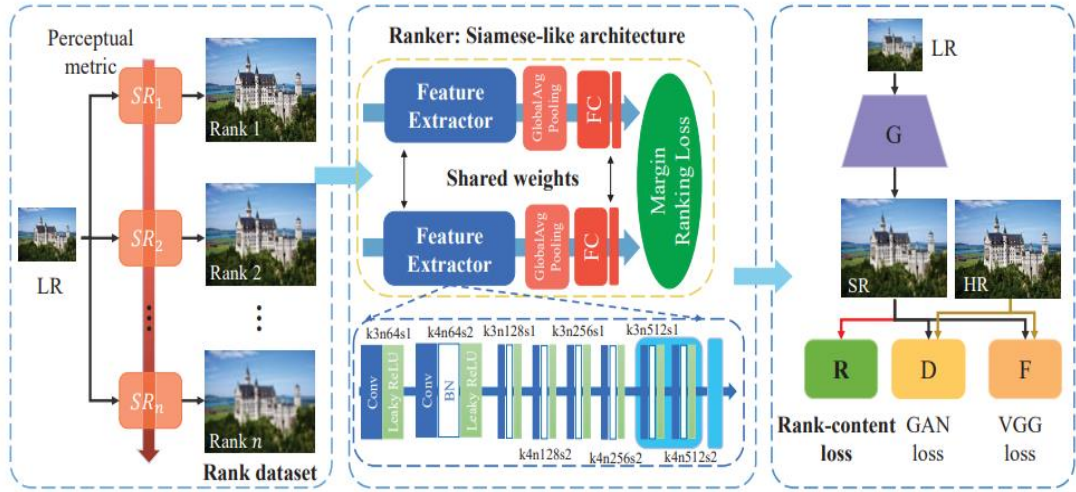 Perceptual
metric
SR₁
Rank 1
SR₂
Rank 2
LR
SRₙ
Rank n
Rank dataset
Ranker: Siamese-like architecture
Feature
Extractor
GlobalAvg
Pooling
FC
Shared weights
Margin
Ranking Loss
Feature
Extractor
GlobalAvg
Pooling
FC
k3n64s1
k4n64s2
k3n128s1
k3n256s1
k3n512s1
Conv
Leaky ReLU
Conv
BN
Leaky ReLU
k4n128s2
k4n256s2
k4n512s2
LR
G
SR
HR
R
D
F
Rank-content
loss
GAN
loss
VGG
loss